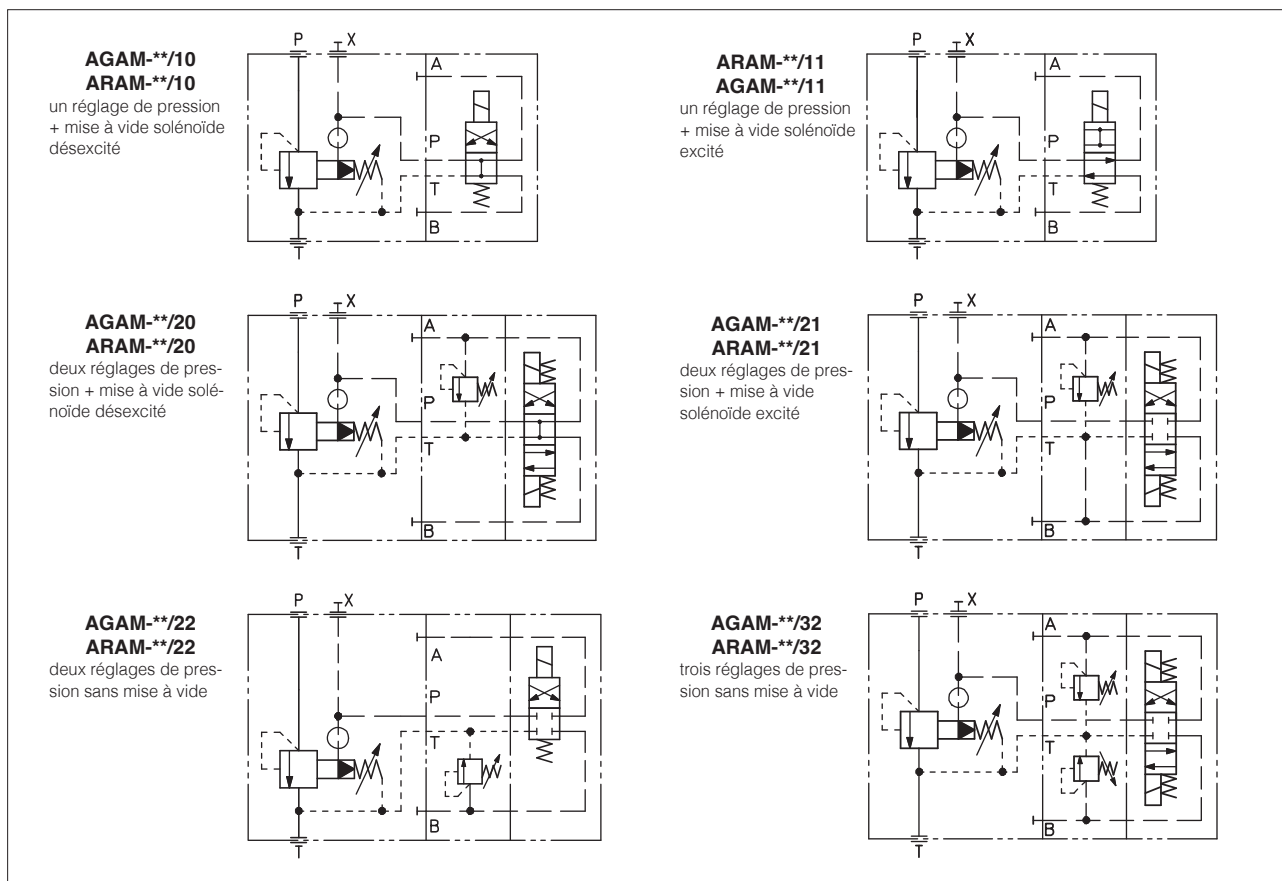 AGAM-**/10
ARAM-**/10
un réglage de pression
+ mise à vide solénoïde
désexcité
P
X
A
P
T
B
T
ARAM-**/11
AGAM-**/11
un réglage de pression
+ mise à vide solénoïde
excité
P
X
A
P
T
B
T
AGAM-**/20
ARAM-**/20
deux réglages de pres-
sion + mise à vide solé-
noïde désexcité
P
X
A
P
T
B
T
AGAM-**/21
ARAM-**/21
deux réglages de pres-
sion + mise à vide
solénoïde excité
P
X
A
P
T
B
T
AGAM-**/22
ARAM-**/22
deux réglages de pres-
sion sans mise à vide
P
X
A
P
T
B
T
AGAM-**/32
ARAM-**/32
trois réglages de pres-
sion sans mise à vide
P
X
A
P
T
B
T